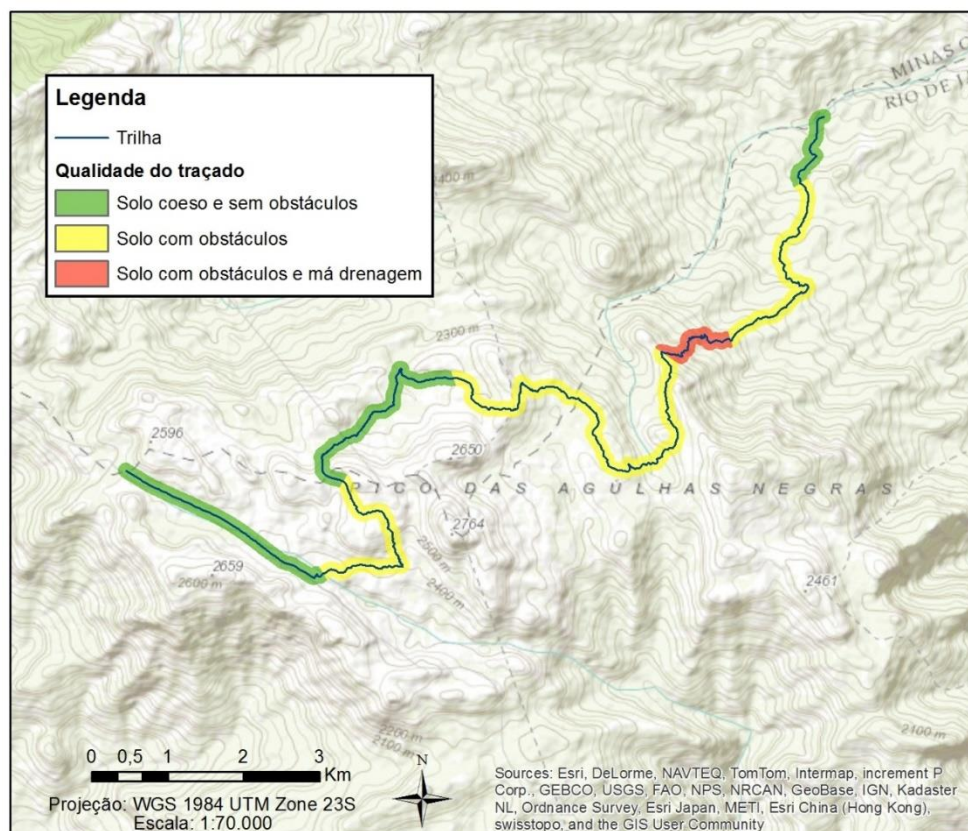 MINAS G
RIO DE JA
Legenda
Trilha
Qualidade do traçado
Solo coeso e sem obstáculos
Solo com obstáculos
Solo com obstáculos e má drenagem
2400 m
2300 m
2596
2650
PICO DAS AGULHAS NEGRAS
2764
2500 m
2659
2600 m
2400 m
2461
2200 m
2100 m
2100 m
0 0,5 1 2 3
Km
N
Projeção: WGS 1984 UTM Zone 23S
Escala: 1:70.000
Sources: Esri, DeLorme, NAVTEQ, TomTom, Intermap, increment P
Corp., GEBCO, USGS, FAO, NPS, NRCAN, GeoBase, IGN, Kadaster
NL, Ordnance Survey, Esri Japan, METI, Esri China (Hong Kong),
swisstopo, and the GIS User Community